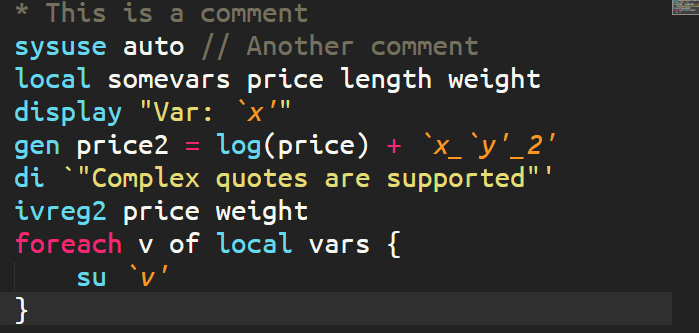 * This is a comment
sysuse auto // Another comment
local somevars price length weight
display "Var: `x'"
gen price2 = log(price) + `x_`y'_2'
di `"Complex quotes are supported"'
ivreg2 price weight
foreach v of local vars {
    su `v'
}